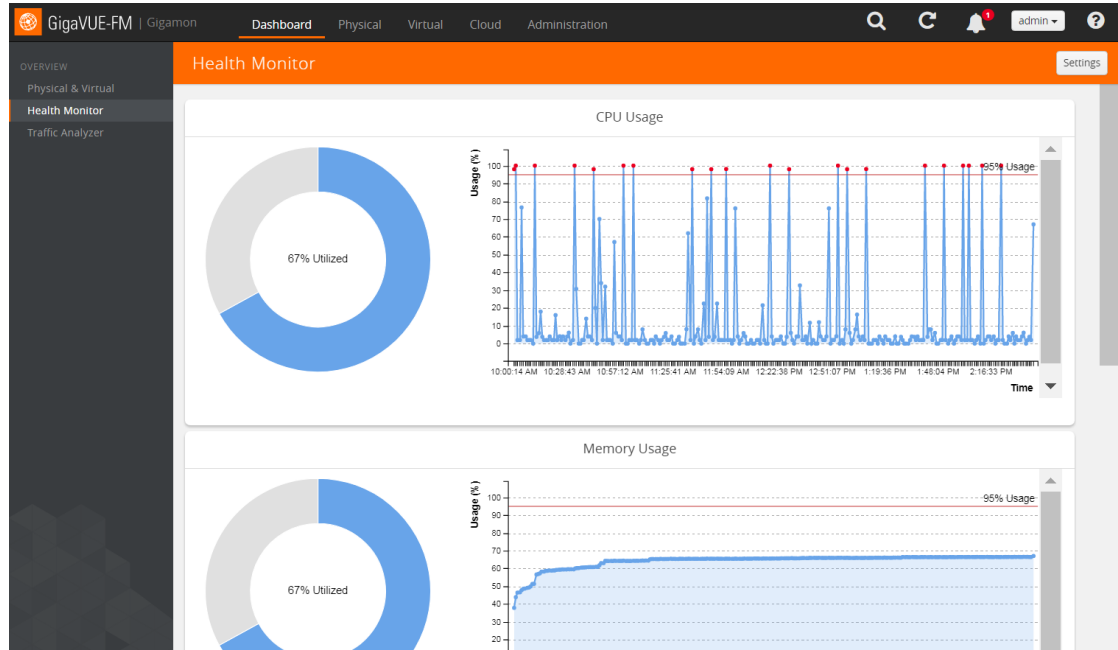 GigaVUE-FM | Gigamon
Dashboard
Physical
Virtual
Cloud
Administration
1
admin
?
OVERVIEW
Physical & Virtual
Health Monitor
Traffic Analyzer
Health Monitor
Settings
CPU Usage
67% Utilized
Usage (%)
100
90
80
70
60
50
40
30
20
10
0
95% Usage
10:00:14 AM 10:28:43 AM 10:57:12 AM 11:25:41 AM 11:54:09 AM 12:22:38 PM 12:51:07 PM 1:19:36 PM 1:48:04 PM 2:16:33 PM
Time
Memory Usage
67% Utilized
Usage (%)
100
90
80
70
60
50
40
30
20
95% Usage